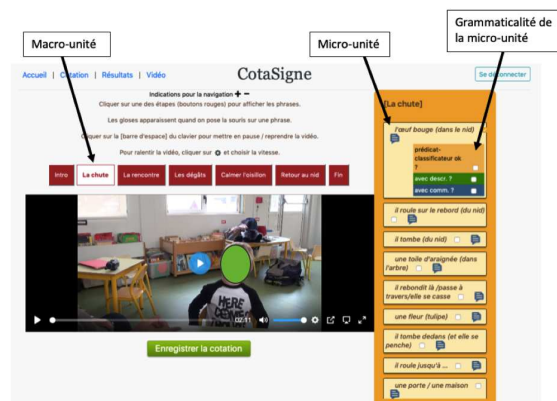 Macro-unité
Micro-unité
Grammaticalité de
la micro-unité
Accueil | Cotation | Résultats | Vidéo
CotaSigne
Se déconnecter
Indications pour la navigation + −
Cliquer sur une des étapes (boutons rouges) pour afficher les phrases.
Les gloses apparaissent quand on pose la souris sur une phrase.
Cliquer sur la [barre d'espace] du clavier pour mettre en pause / reprendre la vidéo.
Pour ralentir la vidéo, cliquer sur et choisir la vitesse.
Intro
La chute
La rencontre
Les dégâts
Calmer l'oisillon
Retour au nid
Fin
HERE
02:11
Enregistrer la cotation
[La chute]
l'œuf bouge (dans le nid)
prédicat-
classificateur ok
?
avec descr. ?
avec comm. ?
il roule sur le rebord (du nid)
il tombe (du nid)
une toile d'araignée (dans
l'arbre)
il rebondit là /passe à
travers/elle se casse
une fleur (tulipe)
il tombe dedans (et elle se
penche)
il roule jusqu'à ...
une porte / une maison